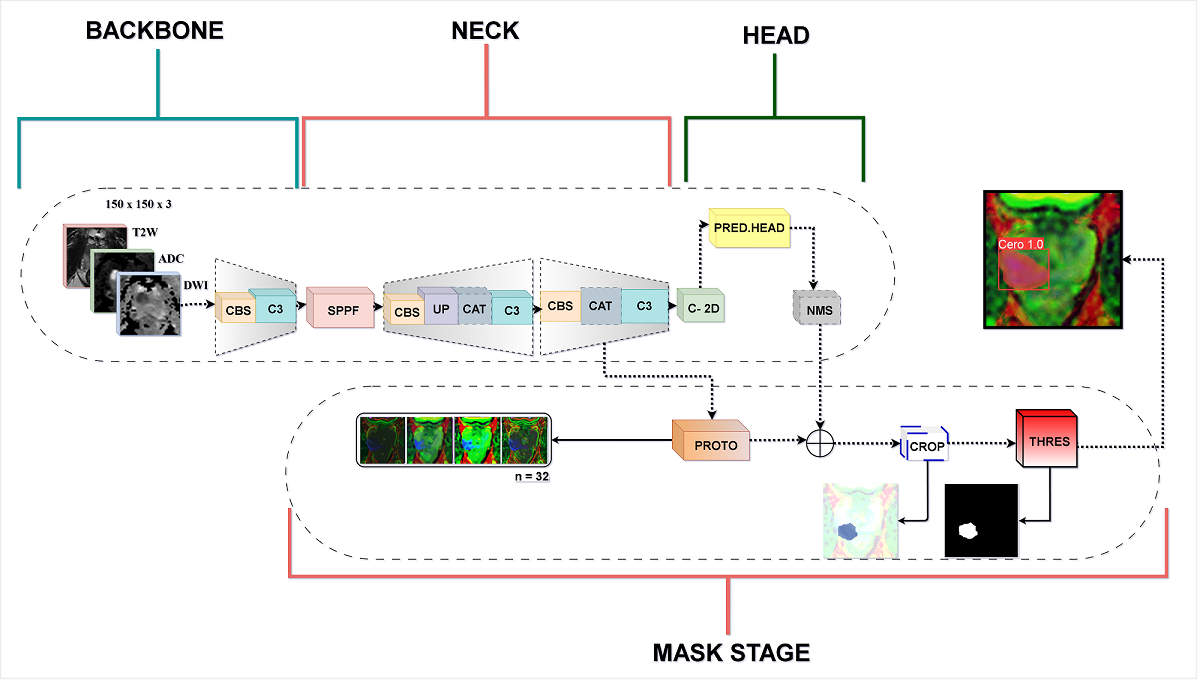 BACKBONE
NECK
HEAD
150 x 150 x 3
T2W
ADC
DWI
CBS
C3
SPPF
CBS
UP
CAT
C3
CBS
CAT
C3
C- 2D
PRED.HEAD
NMS
Cero 1.0
n = 32
PROTO
CROP
THRES
MASK STAGE